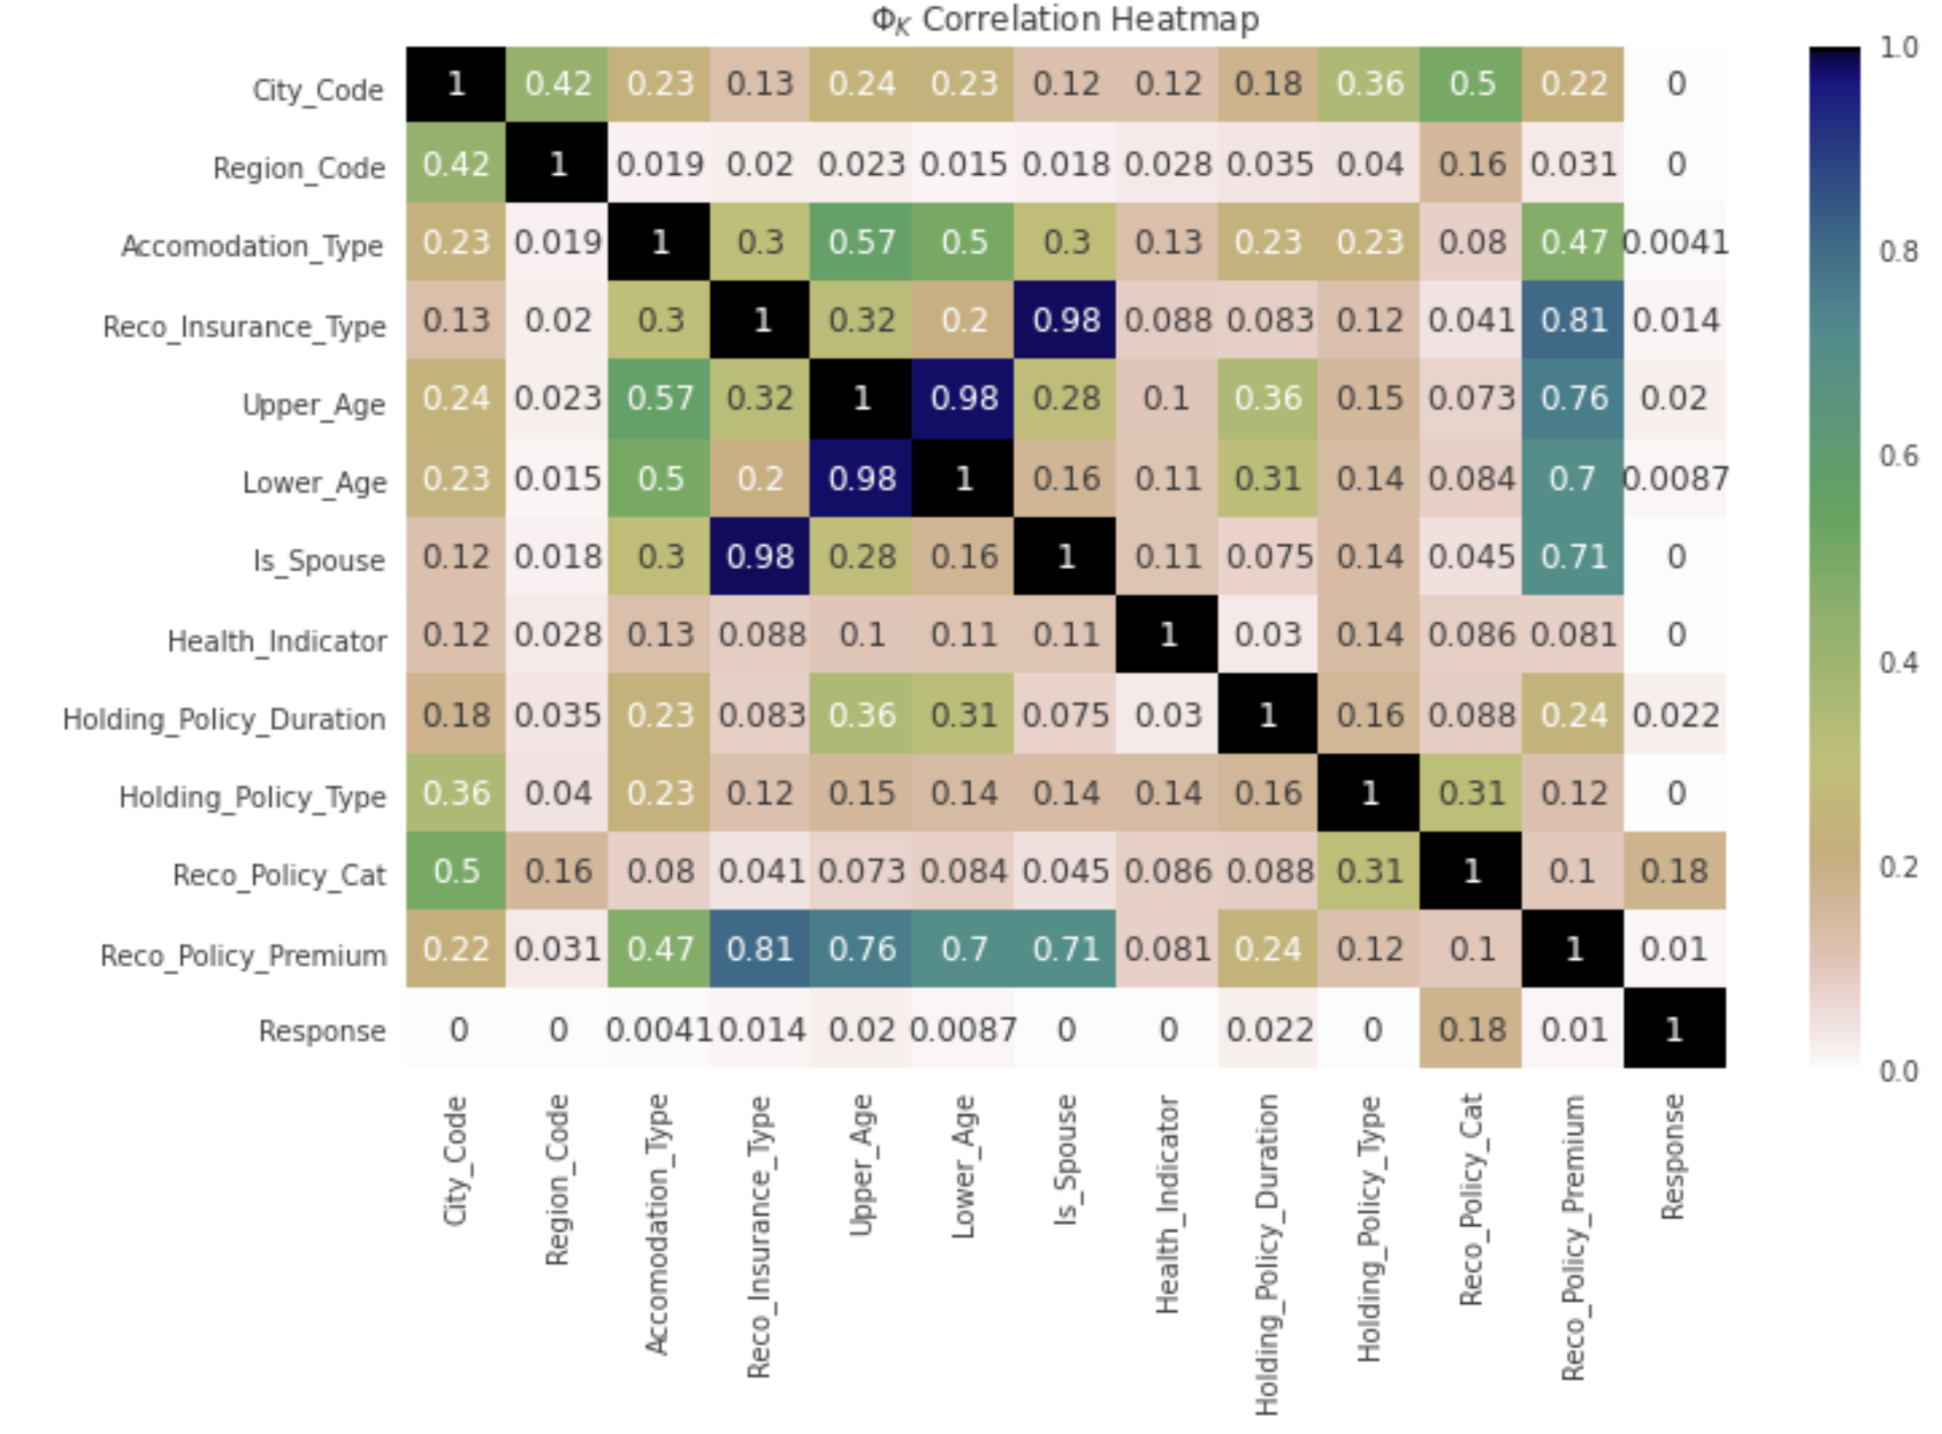 ΦK Correlation Heatmap
City_Code 1 0.42 0.23 0.13 0.24 0.23 0.12 0.12 0.18 0.36 0.5 0.22 0
Region_Code 0.42 1 0.019 0.02 0.023 0.015 0.018 0.028 0.035 0.04 0.16 0.031 0
Accomodation_Type 0.23 0.019 1 0.3 0.57 0.5 0.3 0.13 0.23 0.23 0.08 0.47 0.0041
Reco_Insurance_Type 0.13 0.02 0.3 1 0.32 0.2 0.98 0.088 0.083 0.12 0.041 0.81 0.014
Upper_Age 0.24 0.023 0.57 0.32 1 0.98 0.28 0.1 0.36 0.15 0.073 0.76 0.02
Lower_Age 0.23 0.015 0.5 0.2 0.98 1 0.16 0.11 0.31 0.14 0.084 0.7 0.0087
Is_Spouse 0.12 0.018 0.3 0.98 0.28 0.16 1 0.11 0.075 0.14 0.045 0.71 0
Health_Indicator 0.12 0.028 0.13 0.088 0.1 0.11 0.11 1 0.03 0.14 0.086 0.081 0
Holding_Policy_Duration 0.18 0.035 0.23 0.083 0.36 0.31 0.075 0.03 1 0.16 0.088 0.24 0.022
Holding_Policy_Type 0.36 0.04 0.23 0.12 0.15 0.14 0.14 0.14 0.16 1 0.31 0.12 0
Reco_Policy_Cat 0.5 0.16 0.08 0.041 0.073 0.084 0.045 0.086 0.088 0.31 1 0.1 0.18
Reco_Policy_Premium 0.22 0.031 0.47 0.81 0.76 0.7 0.71 0.081 0.24 0.12 0.1 1 0.01
Response 0 0 0.0041 0.014 0.02 0.0087 0 0 0.022 0 0.18 0.01 1
City_Code
Region_Code
Accomodation_Type
Reco_Insurance_Type
Upper_Age
Lower_Age
Is_Spouse
Health_Indicator
Holding_Policy_Duration
Holding_Policy_Type
Reco_Policy_Cat
Reco_Policy_Premium
Response
1.0
0.8
0.6
0.4
0.2
0.0